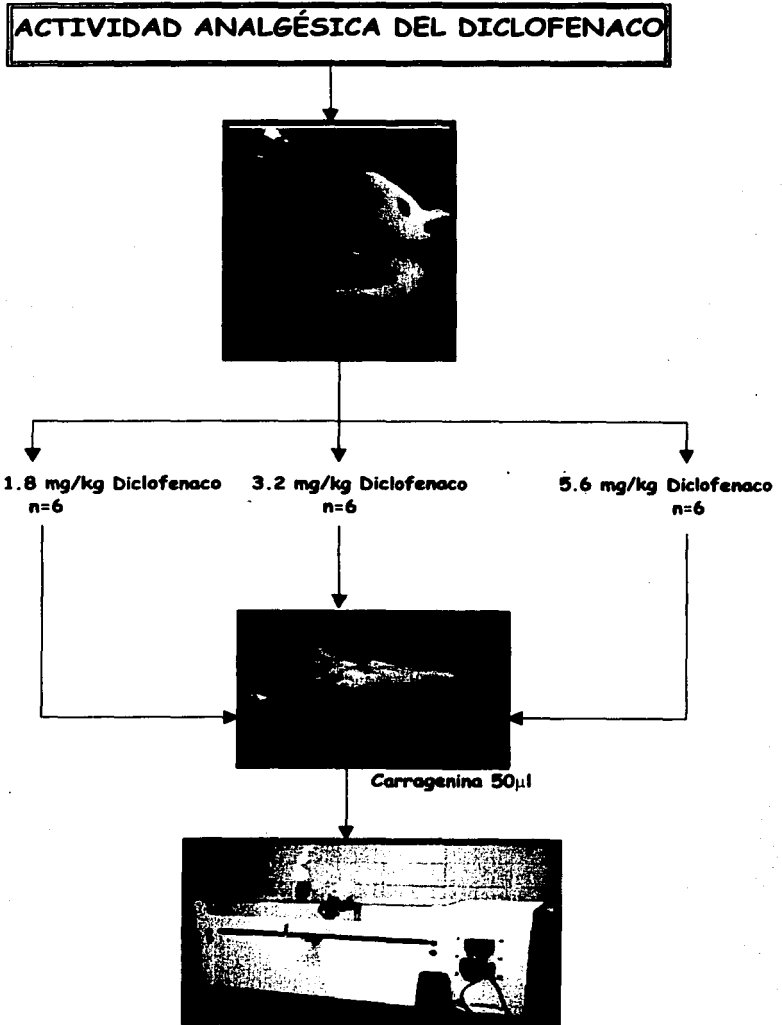 ACTIVIDAD ANALGÉSICA DEL DICLOFENACO
1.8 mg/kg Diclofenaco
n=6
3.2 mg/kg Diclofenaco
n=6
5.6 mg/kg Diclofenaco
n=6
Carragenina 50μl